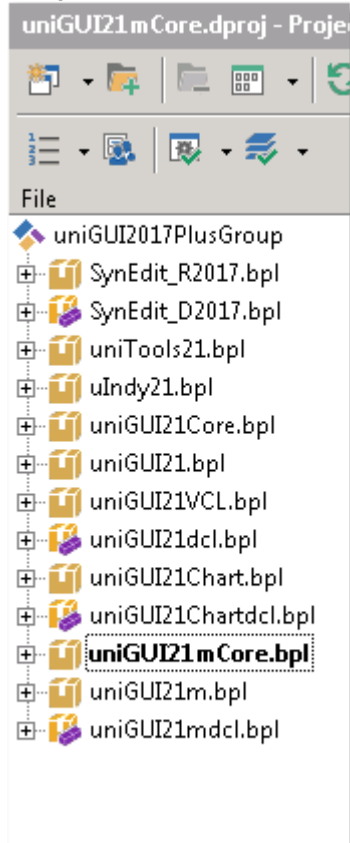 uniGUI21mCore.dproj - Proje
File
uniGUI2017PlusGroup
SynEdit_R2017.bpl
SynEdit_D2017.bpl
uniTools21.bpl
uIndy21.bpl
uniGUI21Core.bpl
uniGUI21.bpl
uniGUI21VCL.bpl
uniGUI21dcl.bpl
uniGUI21Chart.bpl
uniGUI21Chartdcl.bpl
uniGUI21mCore.bpl
uniGUI21m.bpl
uniGUI21mdcl.bpl